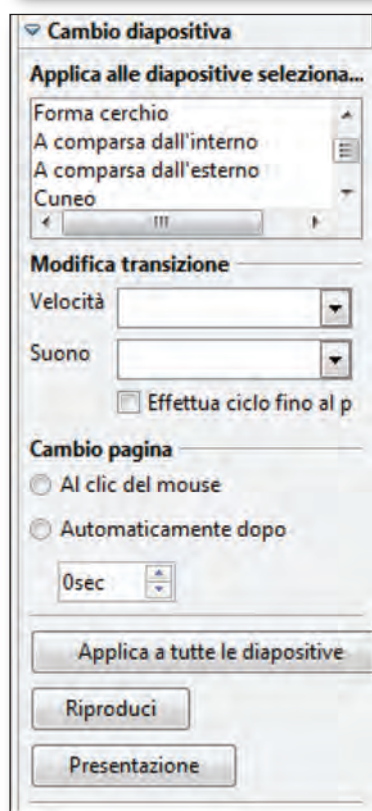 Cambio diapositiva
Applica alle diapositive seleziona...
Forma cerchio
A comparsa dall'interno
A comparsa dall'esterno
Cuneo
Modifica transizione
Velocità
Suono
Effettua ciclo fino al p
Cambio pagina
Al clic del mouse
Automaticamente dopo
0sec
Applica a tutte le diapositive
Riproduci
Presentazione